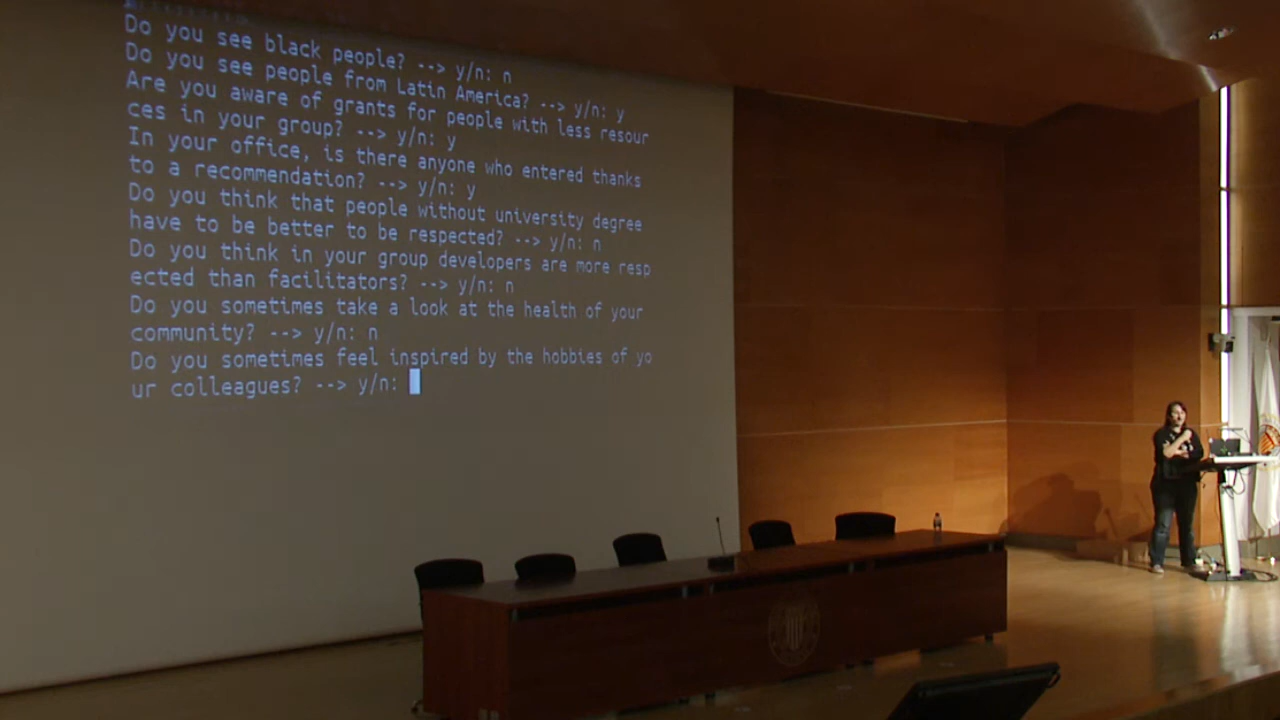 Do you see black people? --> y/n: n
Do you see people from Latin America? --> y/n: y
Are you aware of grants for people with less resour
ces in your group? --> y/n: y
In your office, is there anyone who entered thanks
to a recommendation? --> y/n: y
Do you think that people without university degree
have to be better to be respected? --> y/n: n
Do you think in your group developers are more resp
ected than facilitators? --> y/n: n
Do you sometimes take a look at the health of your
community? --> y/n: n
Do you sometimes feel inspired by the hobbies of yo
ur colleagues? --> y/n: